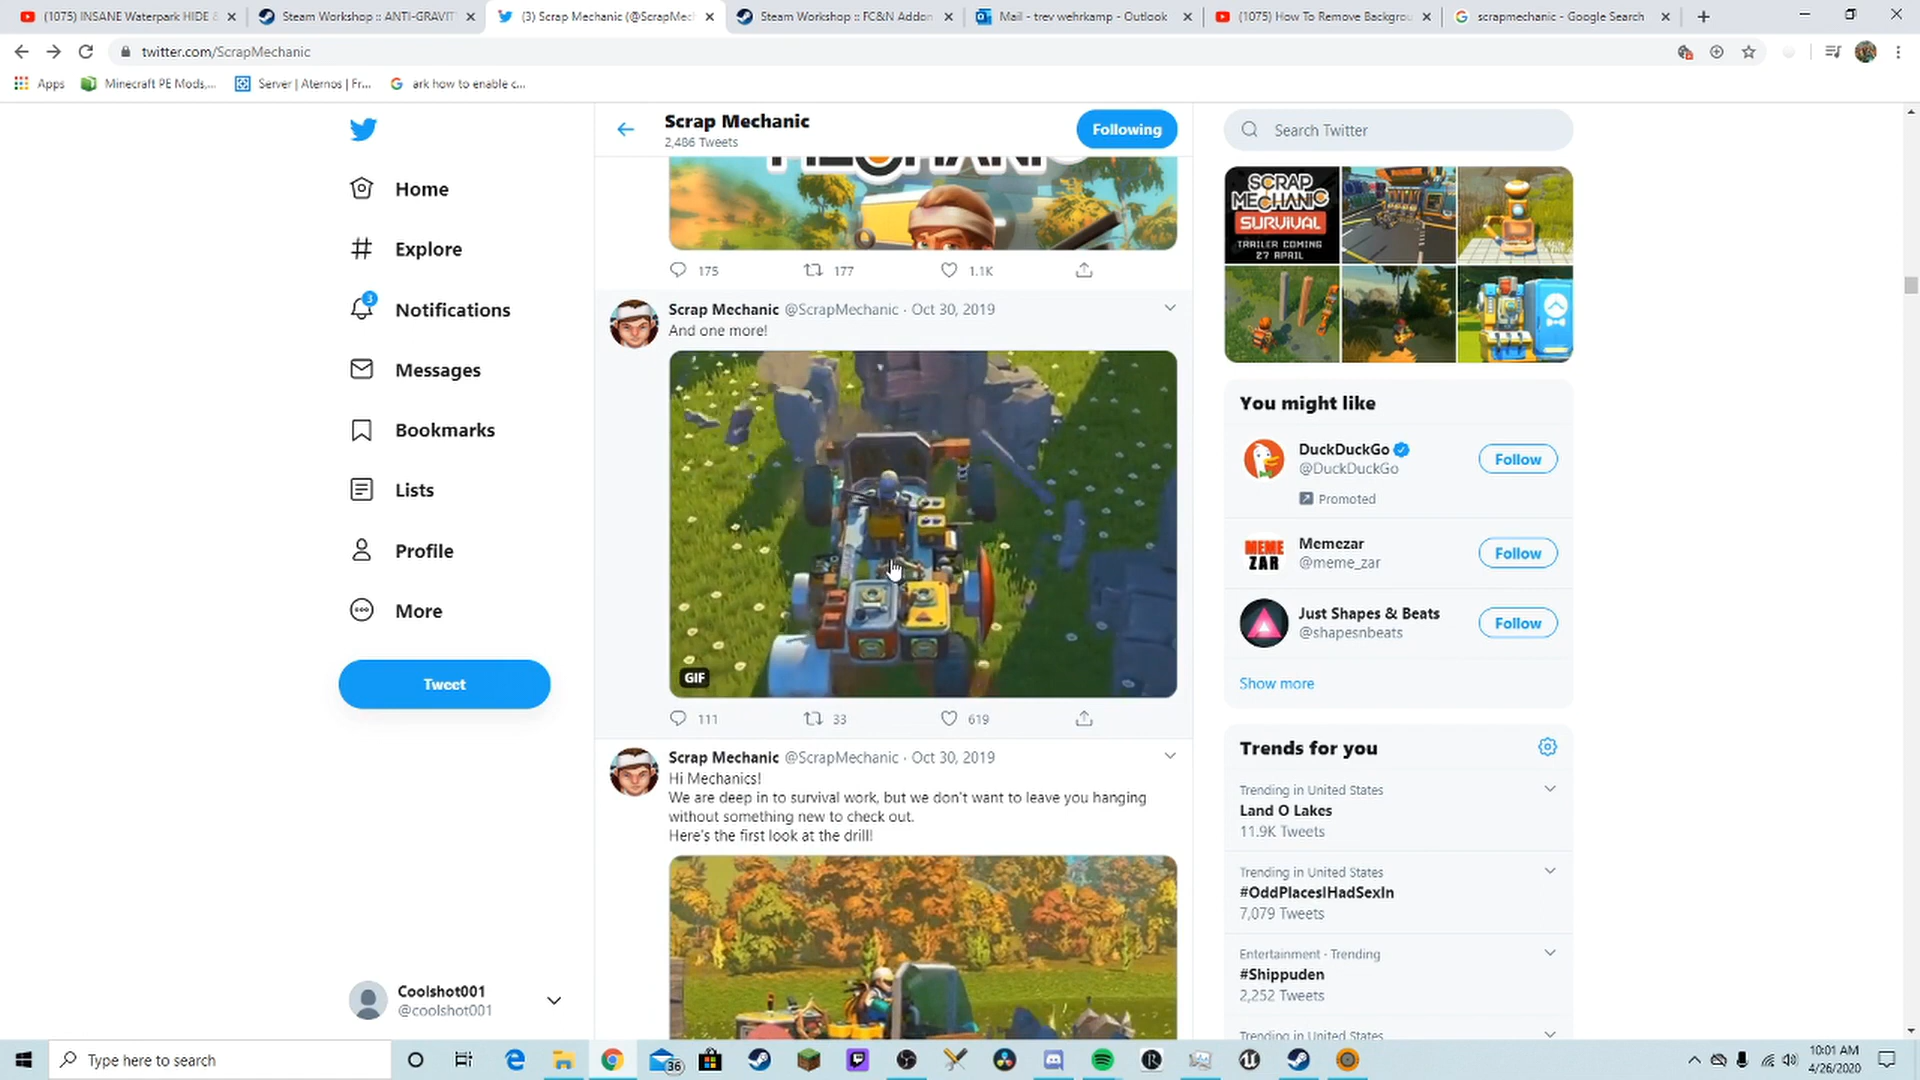 (1075) INSANE Waterpark HIDE &
Steam Workshop :: ANTI-GRAVIT
(3) Scrap Mechanic (@ScrapMech
Steam Workshop :: FC&N Addon
Mail - trev wehrkamp - Outlook
(1075) How To Remove Backgrou
scrapmechanic - Google Search
twitter.com/ScrapMechanic
Apps
Minecraft PE Mods,...
Server | Aternos | Fr...
ark how to enable c...
Home
Explore
3
Notifications
Messages
Bookmarks
Lists
Profile
More
Tweet
Coolshot001
@coolshot001
Scrap Mechanic
2,486 Tweets
Following
175
177
1.1K
Scrap Mechanic @ScrapMechanic · Oct 30, 2019
And one more!
GIF
111
33
619
Scrap Mechanic @ScrapMechanic · Oct 30, 2019
Hi Mechanics!
We are deep in to survival work, but we don't want to leave you hanging
without something new to check out.
Here's the first look at the drill!
Search Twitter
SCRAP
MECHANIC
SURVIVAL
TRAILER COMING
27 APRIL
You might like
DuckDuckGo
@DuckDuckGo
Follow
Promoted
MEME
ZAR
Memezar
@meme_zar
Follow
Just Shapes & Beats
@shapesnbeats
Follow
Show more
Trends for you
Trending in United States
Land O Lakes
11.9K Tweets
Trending in United States
#OddPlacesIHadSexIn
7,079 Tweets
Entertainment · Trending
#Shippuden
2,252 Tweets
Trending in United States
Type here to search
36
10:01 AM
4/26/2020